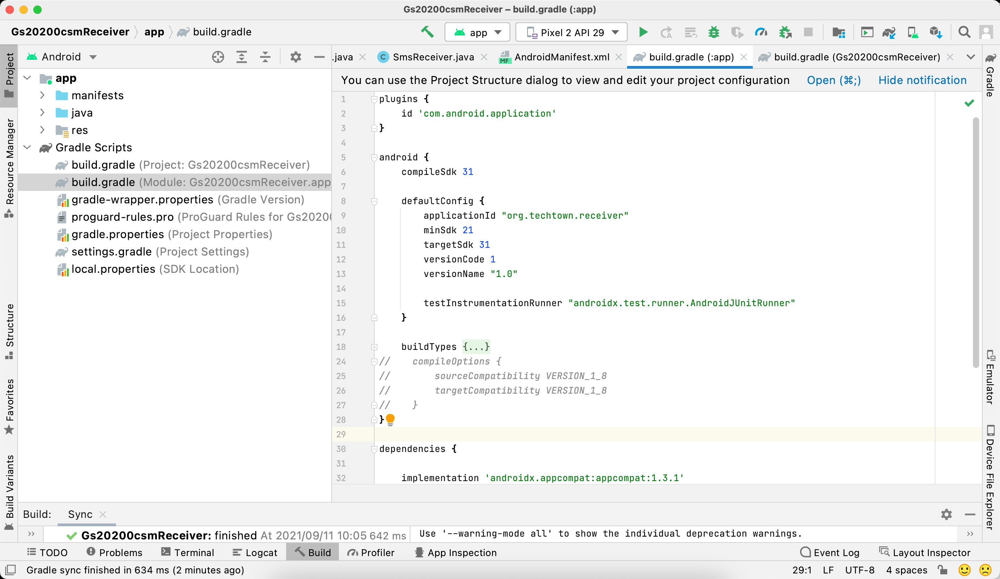 Gs20200csmReceiver – build.gradle (:app)
Gs20200csmReceiver app build.gradle
app Pixel 2 API 29
Android
.java SmsReceiver.java AndroidManifest.xml build.gradle (:app) build.gradle (Gs20200csmReceiver)
You can use the Project Structure dialog to view and edit your project configuration Open (⌘;) Hide notification
Project
Resource Manager
Structure
Favorites
Build Variants
app
manifests
java
res
Gradle Scripts
build.gradle (Project: Gs20200csmReceiver)
build.gradle (Module: Gs20200csmReceiver.app
gradle-wrapper.properties (Gradle Version)
proguard-rules.pro (ProGuard Rules for Gs2020
gradle.properties (Project Properties)
settings.gradle (Project Settings)
local.properties (SDK Location)
1 plugins {
2 id 'com.android.application'
3 }
4
5 android {
6 compileSdk 31
7
8 defaultConfig {
9 applicationId "org.techtown.receiver"
10 minSdk 21
11 targetSdk 31
12 versionCode 1
13 versionName "1.0"
14
15 testInstrumentationRunner "androidx.test.runner.AndroidJUnitRunner"
16 }
17
18 buildTypes {...}
24 // compileOptions {
25 // sourceCompatibility VERSION_1_8
26 // targetCompatibility VERSION_1_8
27 // }
28 }
29
30 dependencies {
31
32 implementation 'androidx.appcompat:appcompat:1.3.1'
Gradle
Emulator
Device File Explorer
Build: Sync
Gs20200csmReceiver: finished At 2021/09/11 10:05 642 ms
Use '--warning-mode all' to show the individual deprecation warnings.
TODO Problems Terminal Logcat Build Profiler App Inspection Event Log Layout Inspector
Gradle sync finished in 634 ms (2 minutes ago) 29:1 LF UTF-8 4 spaces